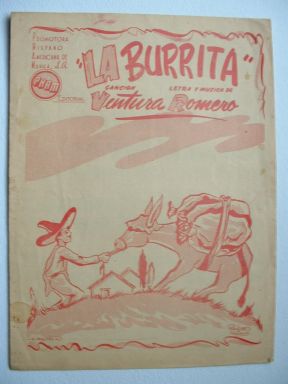 PROMOTORA
HISPANO
AMERICANA DE
MUSICA, S.A.
PHAM
EDITORIAL
"LA BURRITA"
CANCION LETRA Y MUSICA DE
Ventura Romero